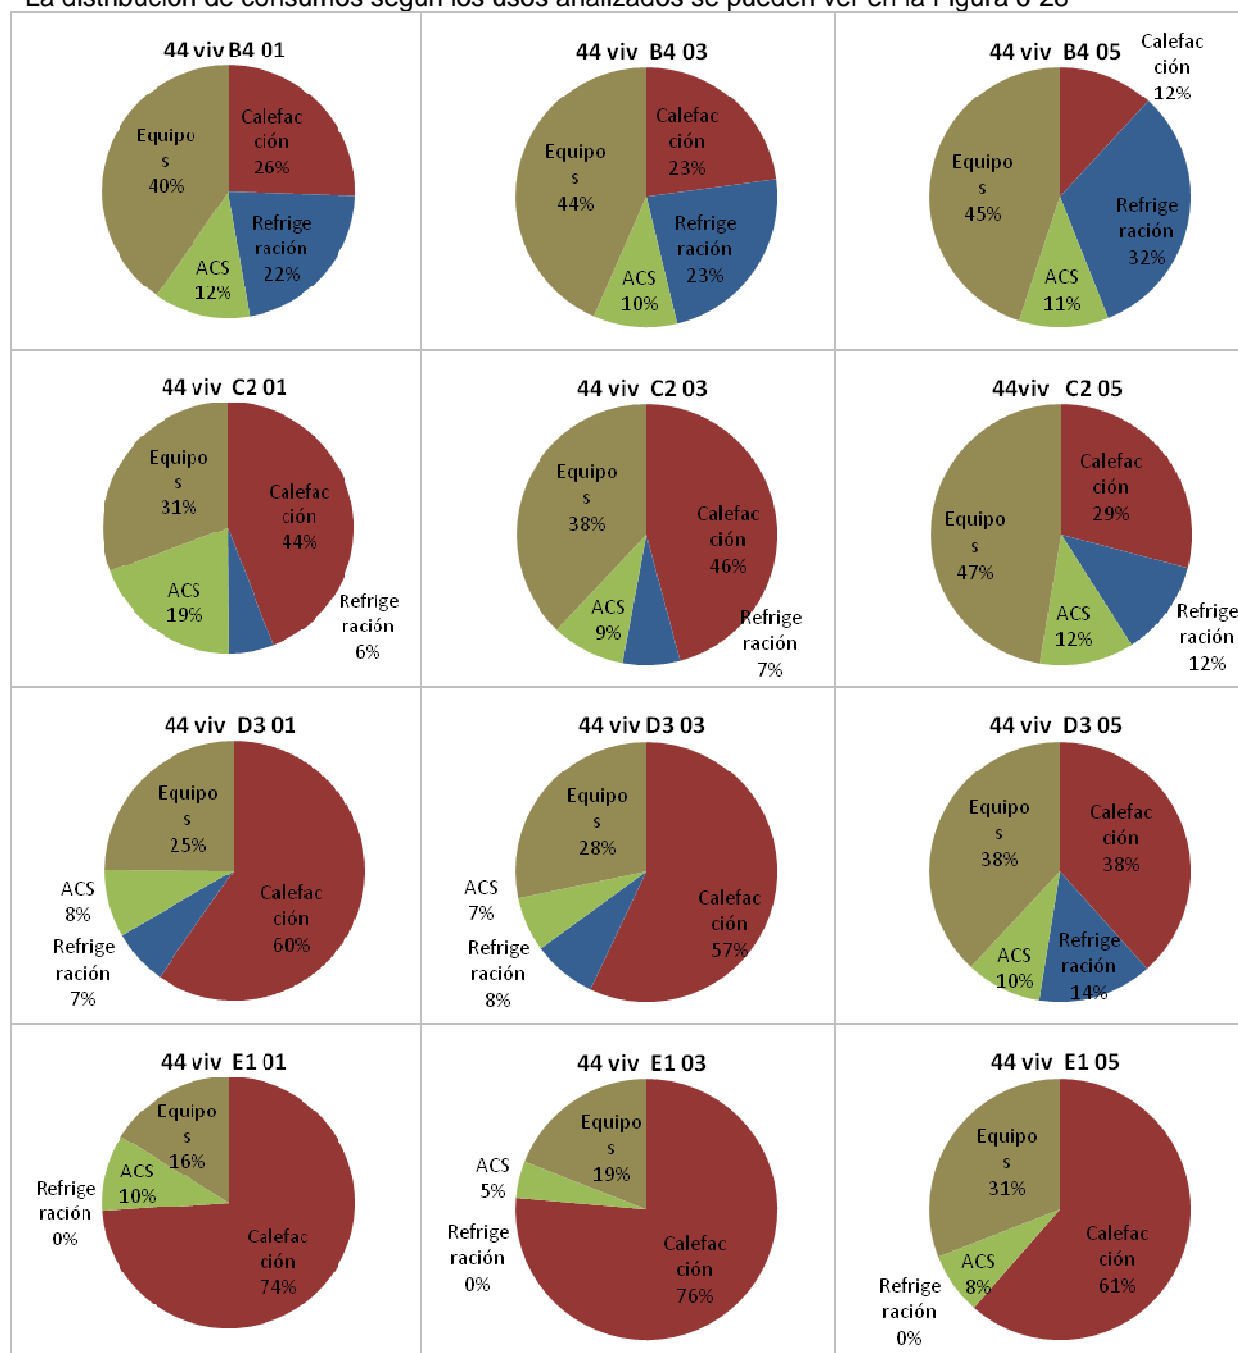 La distribución de consumos según los usos analizados se pueden ver en la Figura 6-28
44 viv B4 01
Calefac
ción
26%
Refrige
ración
22%
ACS
12%
Equipo
s
40%
44 viv B4 03
Calefac
ción
23%
Refrige
ración
23%
ACS
10%
Equipo
s
44%
44 viv B4 05
Calefac
ción
12%
Refrige
ración
32%
ACS
11%
Equipo
s
45%
44 viv C2 01
Calefac
ción
44%
Refrige
ración
6%
ACS
19%
Equipo
s
31%
44 viv C2 03
Calefac
ción
46%
Refrige
ración
7%
ACS
9%
Equipo
s
38%
44viv C2 05
Calefac
ción
29%
Refrige
ración
12%
ACS
12%
Equipo
s
47%
44 viv D3 01
Calefac
ción
60%
Refrige
ración
7%
ACS
8%
Equipo
s
25%
44 viv D3 03
Calefac
ción
57%
Refrige
ración
8%
ACS
7%
Equipo
s
28%
44 viv D3 05
Calefac
ción
38%
Refrige
ración
14%
ACS
10%
Equipo
s
38%
44 viv E1 01
Calefac
ción
74%
Refrige
ración
0%
ACS
10%
Equipo
s
16%
44 viv E1 03
Calefac
ción
76%
Refrige
ración
0%
ACS
5%
Equipo
s
19%
44 viv E1 05
Calefac
ción
61%
Refrige
ración
0%
ACS
8%
Equipo
s
31%